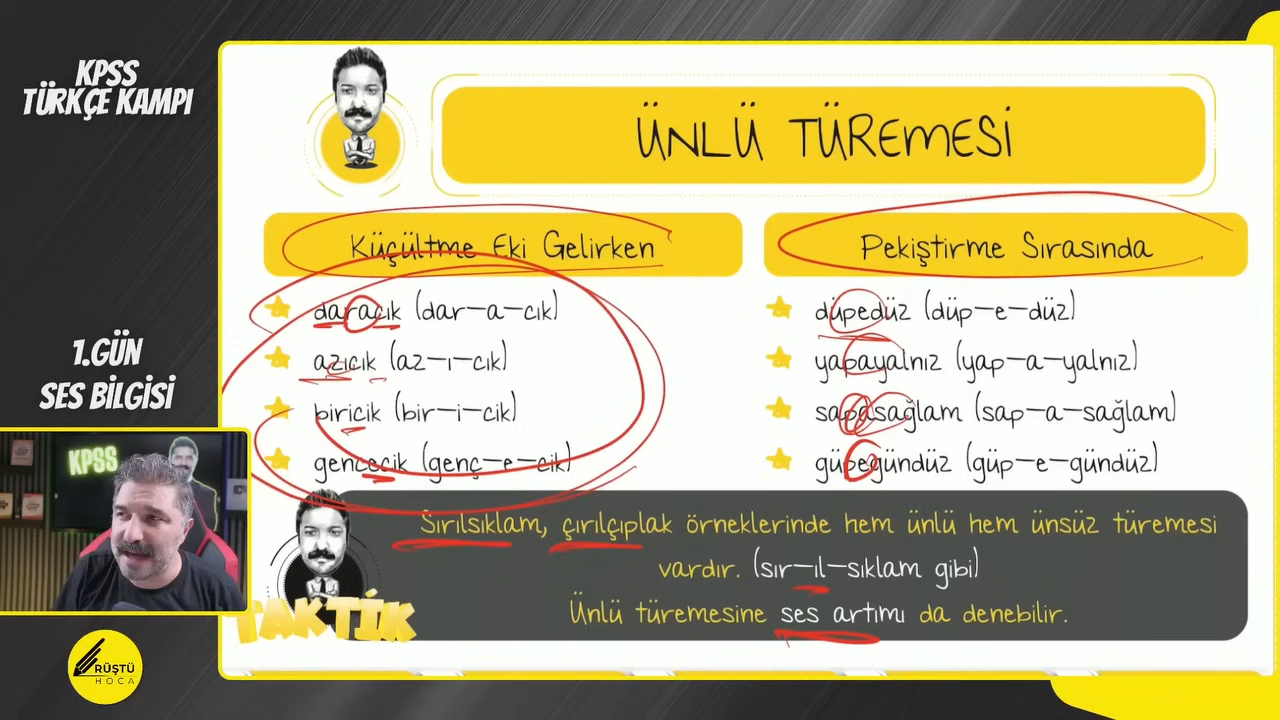 KPSS
TÜRKÇE KAMPI
1.GÜN
SES BİLGİSİ
KPSS
RÜŞTÜ
HOCA
ÜNLÜ TÜREMESİ
Küçültme Eki Gelirken
daracık (dar-a-cık)
azıcık (az-ı-cık)
biricik (bir-i-cik)
gencecik (genç-e-cik)
Pekiştirme Sırasında
düpedüz (düp-e-düz)
yapayalnız (yap-a-yalnız)
sapasağlam (sap-a-sağlam)
güpegündüz (güp-e-gündüz)
TAKTİK
Sırılsıklam, çırılçıplak örneklerinde hem ünlü hem ünsüz türemesi
vardır. (sır-ıl-sıklam gibi)
Ünlü türemesine ses artımı da denebilir.